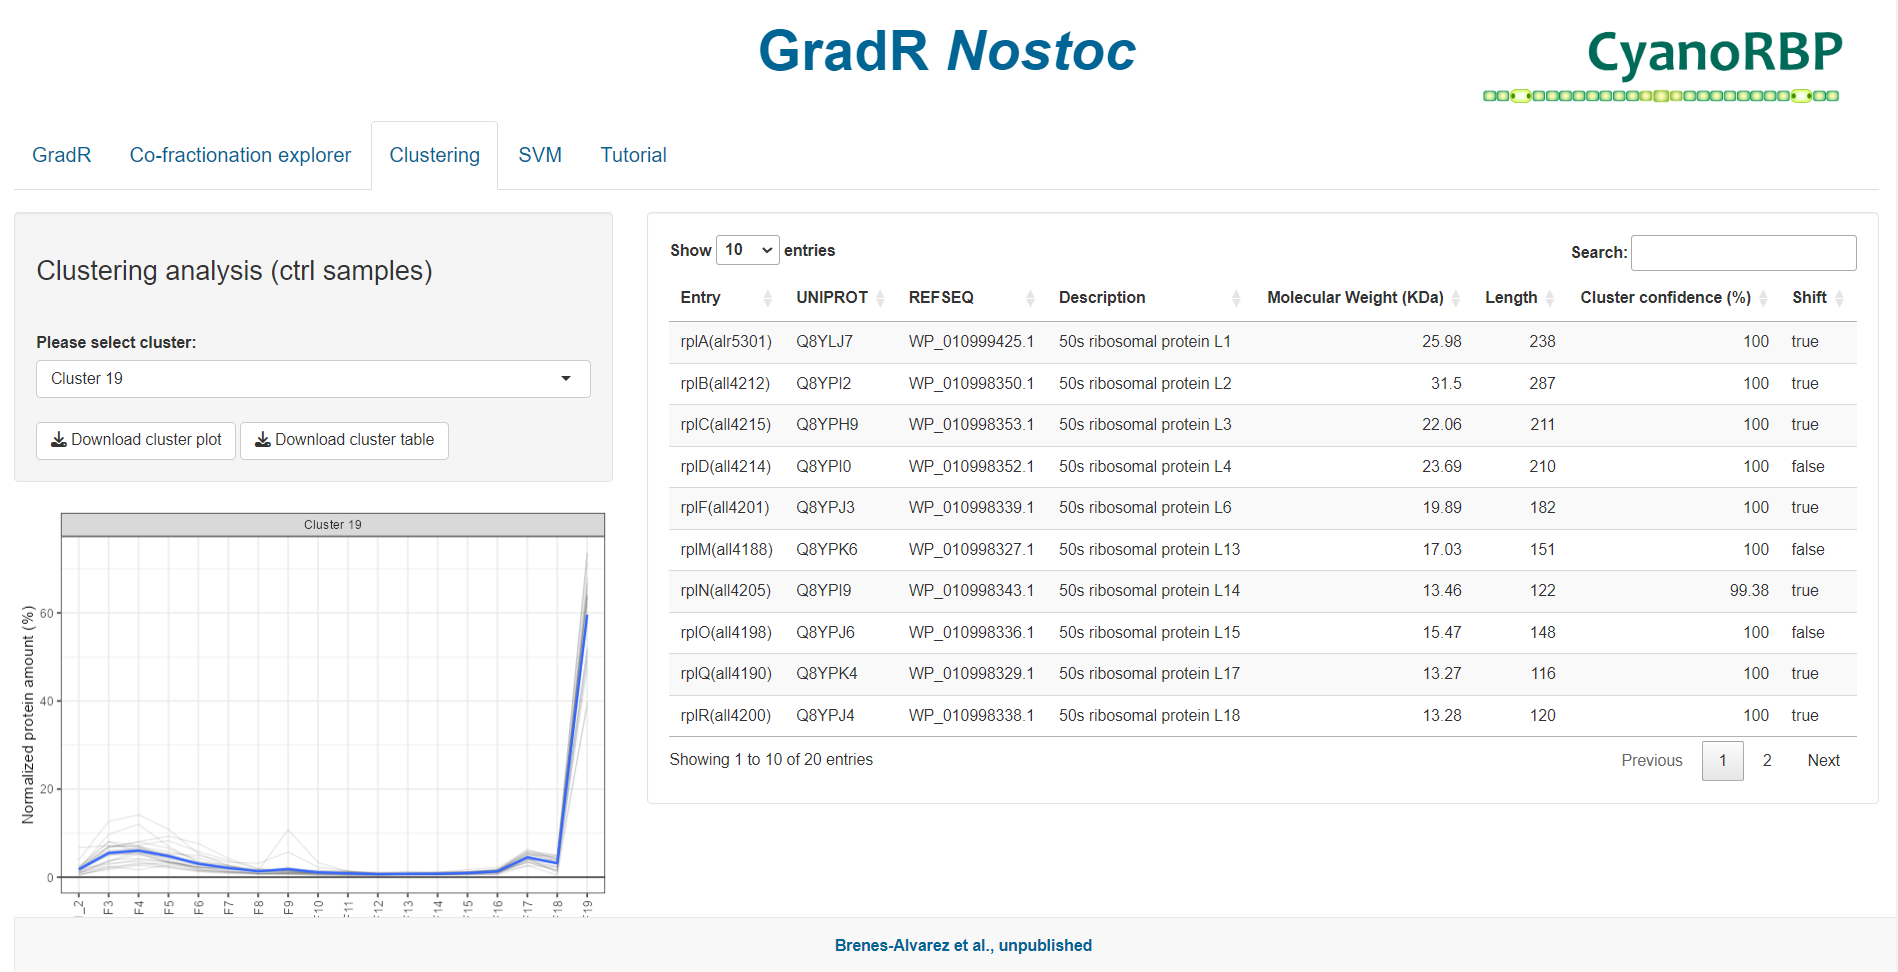 GradR Nostoc
CyanoRBP
GradR
Co-fractionation explorer
Clustering
SVM
Tutorial
Clustering analysis (ctrl samples)
Please select cluster:
Cluster 19
Download cluster plot
Download cluster table
Cluster 19
Normalized protein amount (%)
60
40
20
0
F3 F4 F5 F6 F7 F8 F9
Show 10 entries
Search:
Entry UNIPROT REFSEQ Description Molecular Weight (KDa) Length Cluster confidence (%) Shift
rplA(alr5301) Q8YLJ7 WP_010999425.1 50s ribosomal protein L1 25.98 238 100 true
rplB(all4212) Q8YPI2 WP_010998350.1 50s ribosomal protein L2 31.5 287 100 true
rplC(all4215) Q8YPH9 WP_010998353.1 50s ribosomal protein L3 22.06 211 100 true
rplD(all4214) Q8YPI0 WP_010998352.1 50s ribosomal protein L4 23.69 210 100 false
rplF(all4201) Q8YPJ3 WP_010998339.1 50s ribosomal protein L6 19.89 182 100 true
rplM(all4188) Q8YPK6 WP_010998327.1 50s ribosomal protein L13 17.03 151 100 false
rplN(all4205) Q8YPI9 WP_010998343.1 50s ribosomal protein L14 13.46 122 99.38 true
rplO(all4198) Q8YPJ6 WP_010998336.1 50s ribosomal protein L15 15.47 148 100 false
rplQ(all4190) Q8YPK4 WP_010998329.1 50s ribosomal protein L17 13.27 116 100 true
rplR(all4200) Q8YPJ4 WP_010998338.1 50s ribosomal protein L18 13.28 120 100 true
Showing 1 to 10 of 20 entries
Previous 1 2 Next
Brenes-Alvarez et al., unpublished